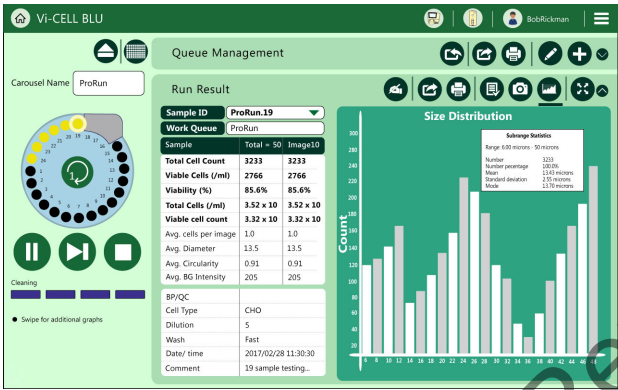 Vi-CELL BLU
BobRickman
Queue Management
Carousel Name ProRun
Run Result
Sample ID ProRun.19
Work Queue ProRun
Sample Total = 50 Image10
Total Cell Count 3233 3233
Viable Cells (/ml) 2766 2766
Viability (%) 85.6% 85.6%
Total Cells (/ml) 3.52 x 10 3.52 x 10
Viable cell count 3.32 x 10 3.32 x 10
Avg. cells per image 1.0 1.0
Avg. Diameter 13.5 13.5
Avg. Circularity 0.91 0.91
Avg. BG Intensity 205 205
BP/QC
Cell Type CHO
Dilution 5
Wash Fast
Date/ time 2017/02/28 11:30:30
Comment 19 sample testing...
Cleaning
Swipe for additional graphs
Size Distribution
Subrange Statistics
Range: 6.00 microns - 50 microns
Number 3233
Number percentage 100.0%
Mean 13.43 microns
Standard deviation 2.55 microns
Mode 13.70 microns
Count
300
280
260
240
220
200
180
160
140
120
100
80
60
40
20
6 8 10 12 14 16 18 20 22 24 26 28 30 32 34 36 38 40 42 44 46